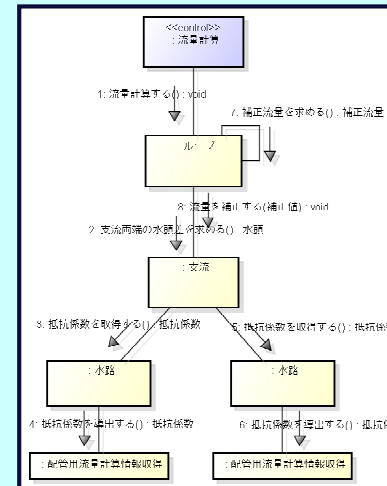 <<control>>
: 流量計算
1: 流量計算する() : void
7: 補正流量を求める() : 補正流量
: ループ
8: 流量を補正する(補正値) : void
2: 支流両端の水頭差を求める() : 水頭
: 支流
3: 抵抗係数を取得する() : 抵抗係数
5: 抵抗係数を取得する() : 抵抗係
: 水路
: 水路
4: 抵抗係数を導出する() : 抵抗係数
6: 抵抗係数を導出する() : 抵抗
: 配管用流量計算情報取得
: 配管用流量計算情報取得